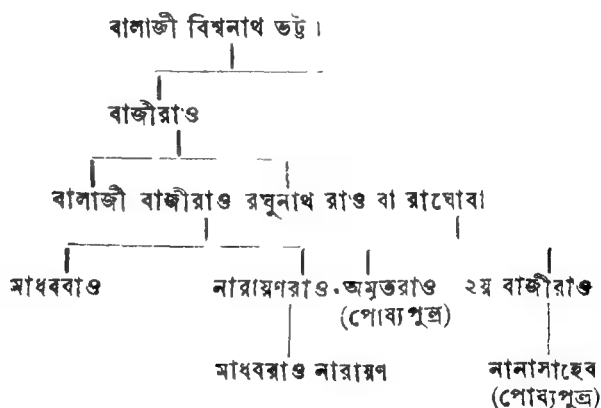 বালাজী বিশ্বনাথ ভট্ট।
বাজীরাও
বালাজী বাজীরাও রঘুনাথ রাও বা রাঘোবা
মাধবরাও নারায়ণরাও অমৃতরাও ২য় বাজীরাও
(পোষ্যপুত্র)
মাধবরাও নারায়ণ নানাসাহেব
(পোষ্যপুত্র)